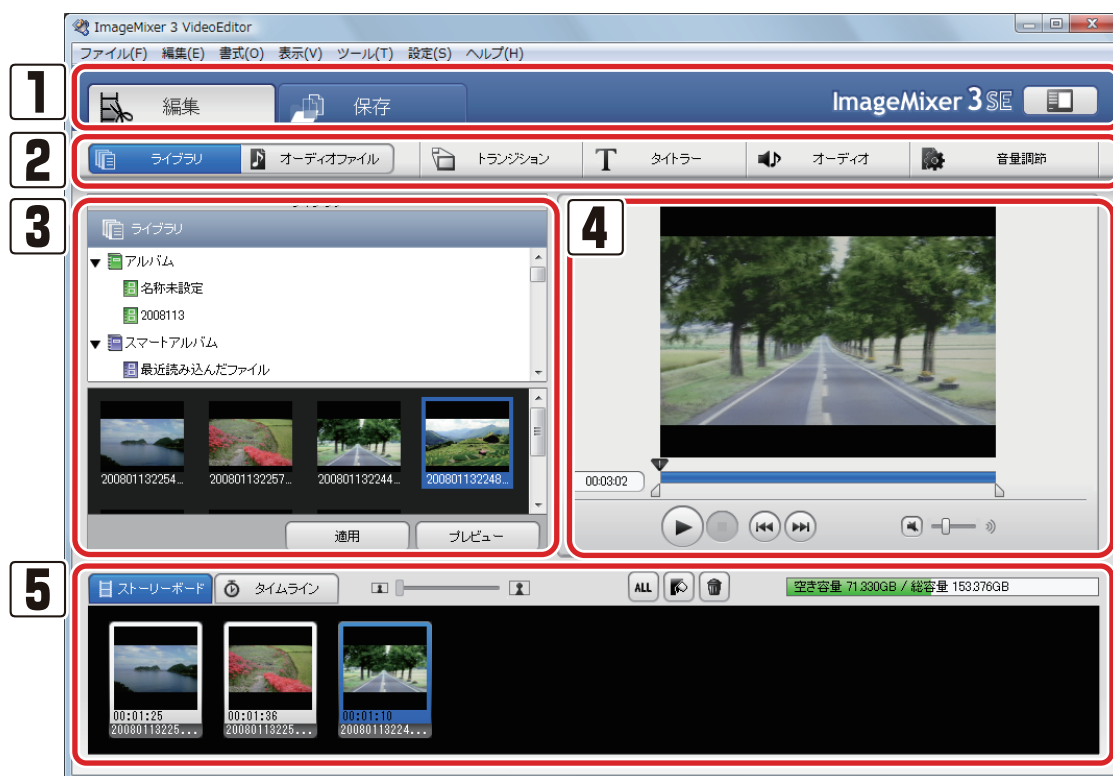 ImageMixer 3 VideoEditor
ファイル(F) 編集(E) 書式(O) 表示(V) ツール(T) 設定(S) ヘルプ(H)
1
編集 保存 ImageMixer 3 SE
2
ライブラリ オーディオファイル トランジション タイトラー オーディオ 音量調節
3
ライブラリ
アルバム
名称未設定
2008113
スマートアルバム
最近読み込んだファイル
200801132254... 200801132257... 200801132244... 200801132248...
適用 プレビュー
4
00:03:02
5
ストーリーボード タイムライン ALL 空き容量 71.330GB / 総容量 153.376GB
00:01:25 00:01:36 00:01:10
20080113225... 20080113225... 20080113224...